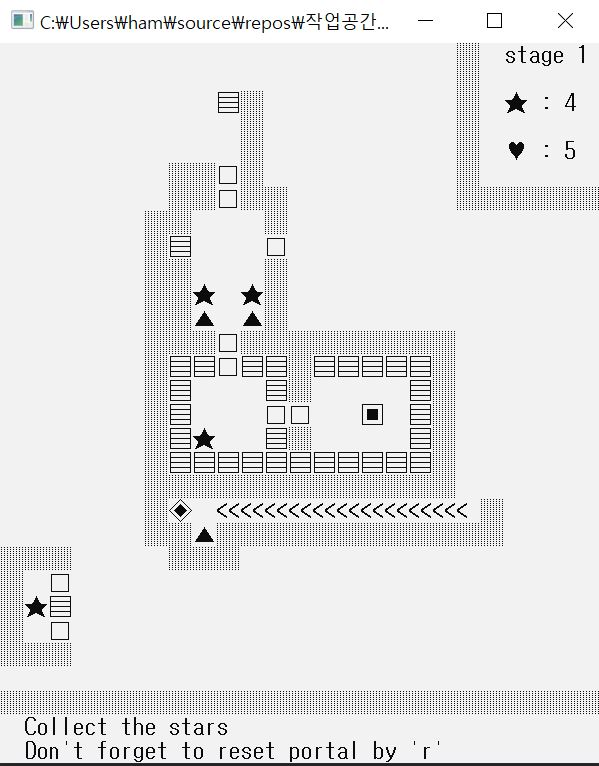 C:₩Users₩ham₩source₩repos₩작업공간...
stage 1
★ : 4
♥ : 5
<<<<<<<<<<<<<<<<<<<<<
Collect the stars
Don't forget to reset portal by 'r'